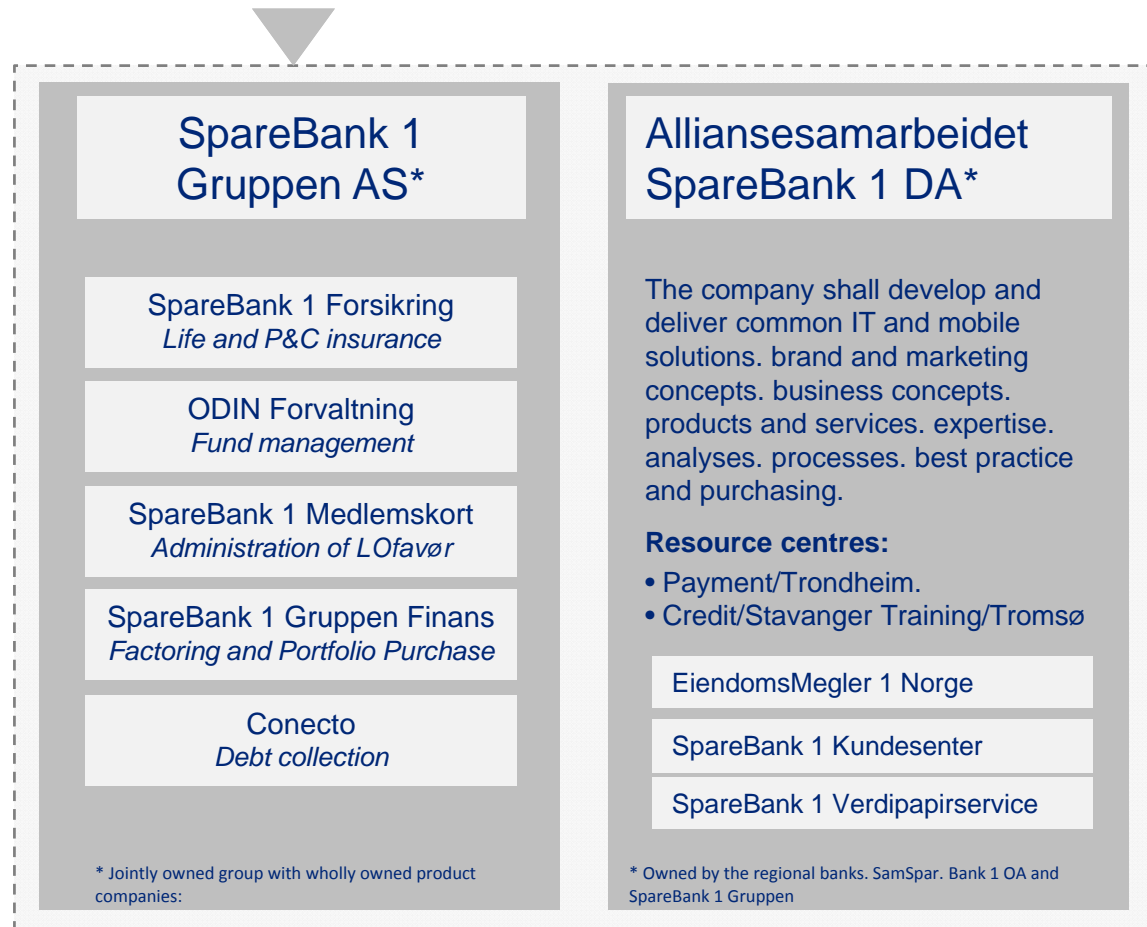 SpareBank 1
Gruppen AS*
SpareBank 1 Forsikring
Life and P&C insurance
ODIN Forvaltning
Fund management
SpareBank 1 Medlemskort
Administration of LOfavør
SpareBank 1 Gruppen Finans
Factoring and Portfolio Purchase
Conecto
Debt collection
* Jointly owned group with wholly owned product
companies:
Alliansesamarbeidet
SpareBank 1 DA*
The company shall develop and
deliver common IT and mobile
solutions. brand and marketing
concepts. business concepts.
products and services. expertise.
analyses. processes. best practice
and purchasing.
Resource centres:
• Payment/Trondheim.
• Credit/Stavanger Training/Tromsø
EiendomsMegler 1 Norge
SpareBank 1 Kundesenter
SpareBank 1 Verdipapirservice
* Owned by the regional banks. SamSpar. Bank 1 OA and
SpareBank 1 Gruppen